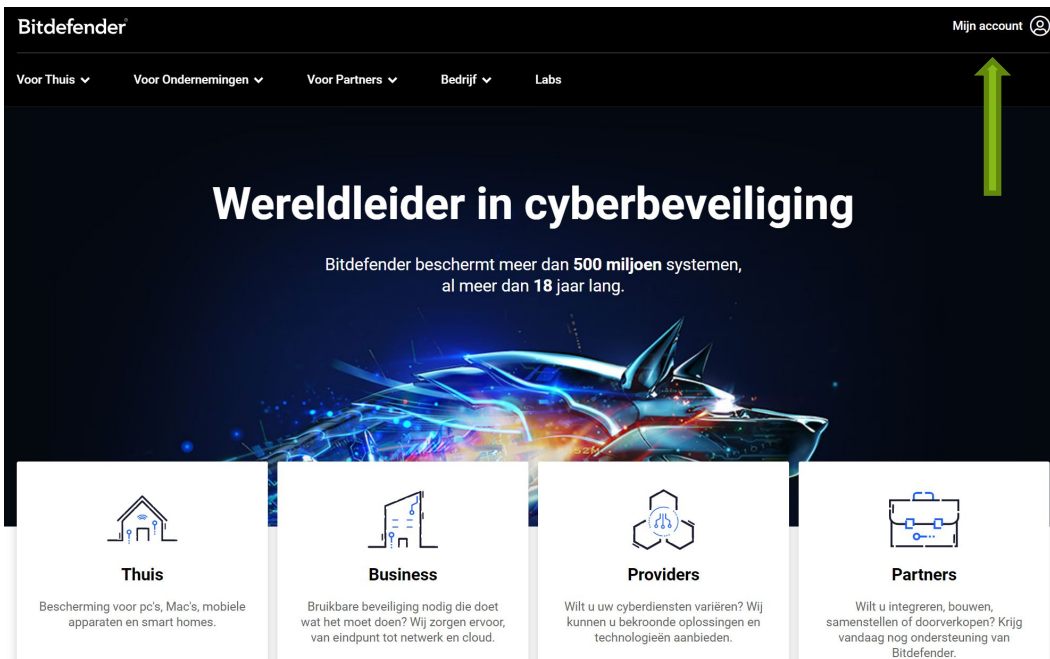 Bitdefender
Mijn account
Voor Thuis
Voor Ondernemingen
Voor Partners
Bedrijf
Labs
Wereldleider in cyberbeveiliging
Bitdefender beschermt meer dan 500 miljoen systemen,
al meer dan 18 jaar lang.
Thuis
Bescherming voor pc's, Mac's, mobiele
apparaten en smart homes.
Business
Bruikbare beveiliging nodig die doet
wat het moet doen? Wij zorgen ervoor,
van eindpunt tot netwerk en cloud.
Providers
Wilt u uw cyberdiensten variëren? Wij
kunnen u bekroonde oplossingen en
technologieën aanbieden.
Partners
Wilt u integreren, bouwen,
samenstellen of doorverkopen? Krijg
vandaag nog ondersteuning van
Bitdefender.